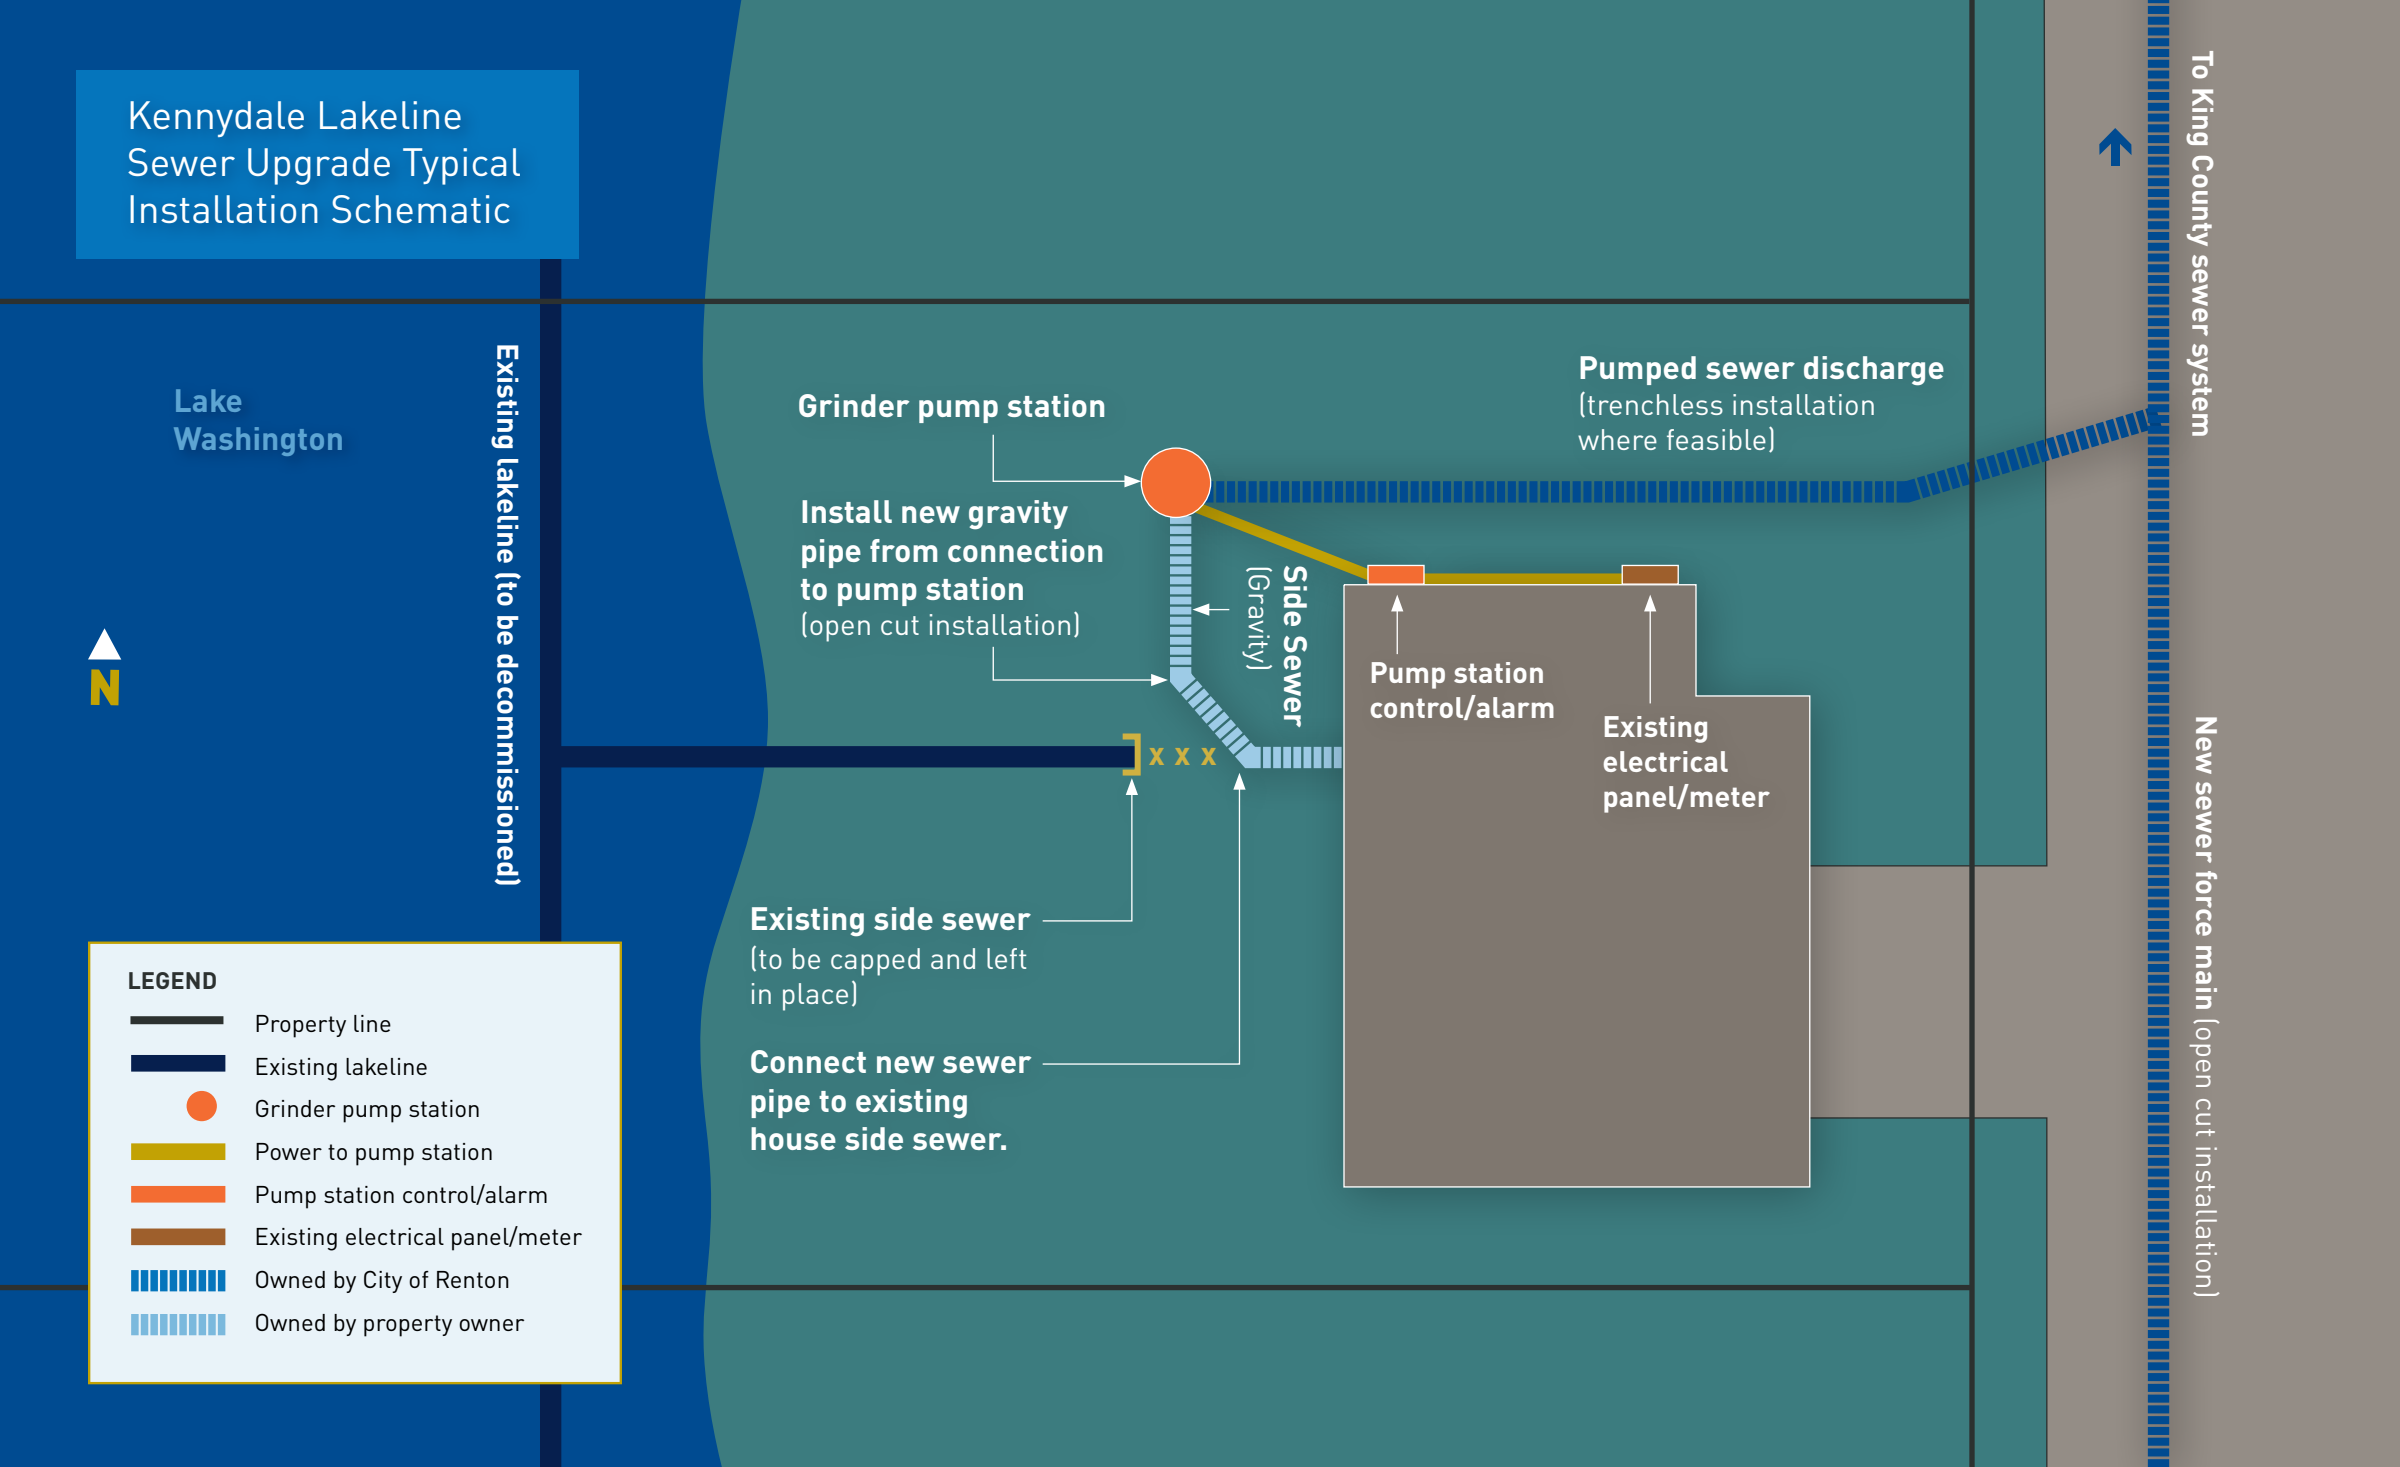 Kennydale Lakeline
Sewer Upgrade Typical
Installation Schematic
Lake
Washington
N
Existing lakeline (to be decommissioned)
Grinder pump station
Install new gravity
pipe from connection
to pump station
(open cut installation)
Side Sewer
(Gravity)
x x x
Pumped sewer discharge
(trenchless installation
where feasible)
To King County sewer system
Pump station
control/alarm
Existing
electrical
panel/meter
New sewer force main (open cut installation)
Existing side sewer
(to be capped and left
in place)
Connect new sewer
pipe to existing
house side sewer.
LEGEND
Property line
Existing lakeline
Grinder pump station
Power to pump station
Pump station control/alarm
Existing electrical panel/meter
Owned by City of Renton
Owned by property owner